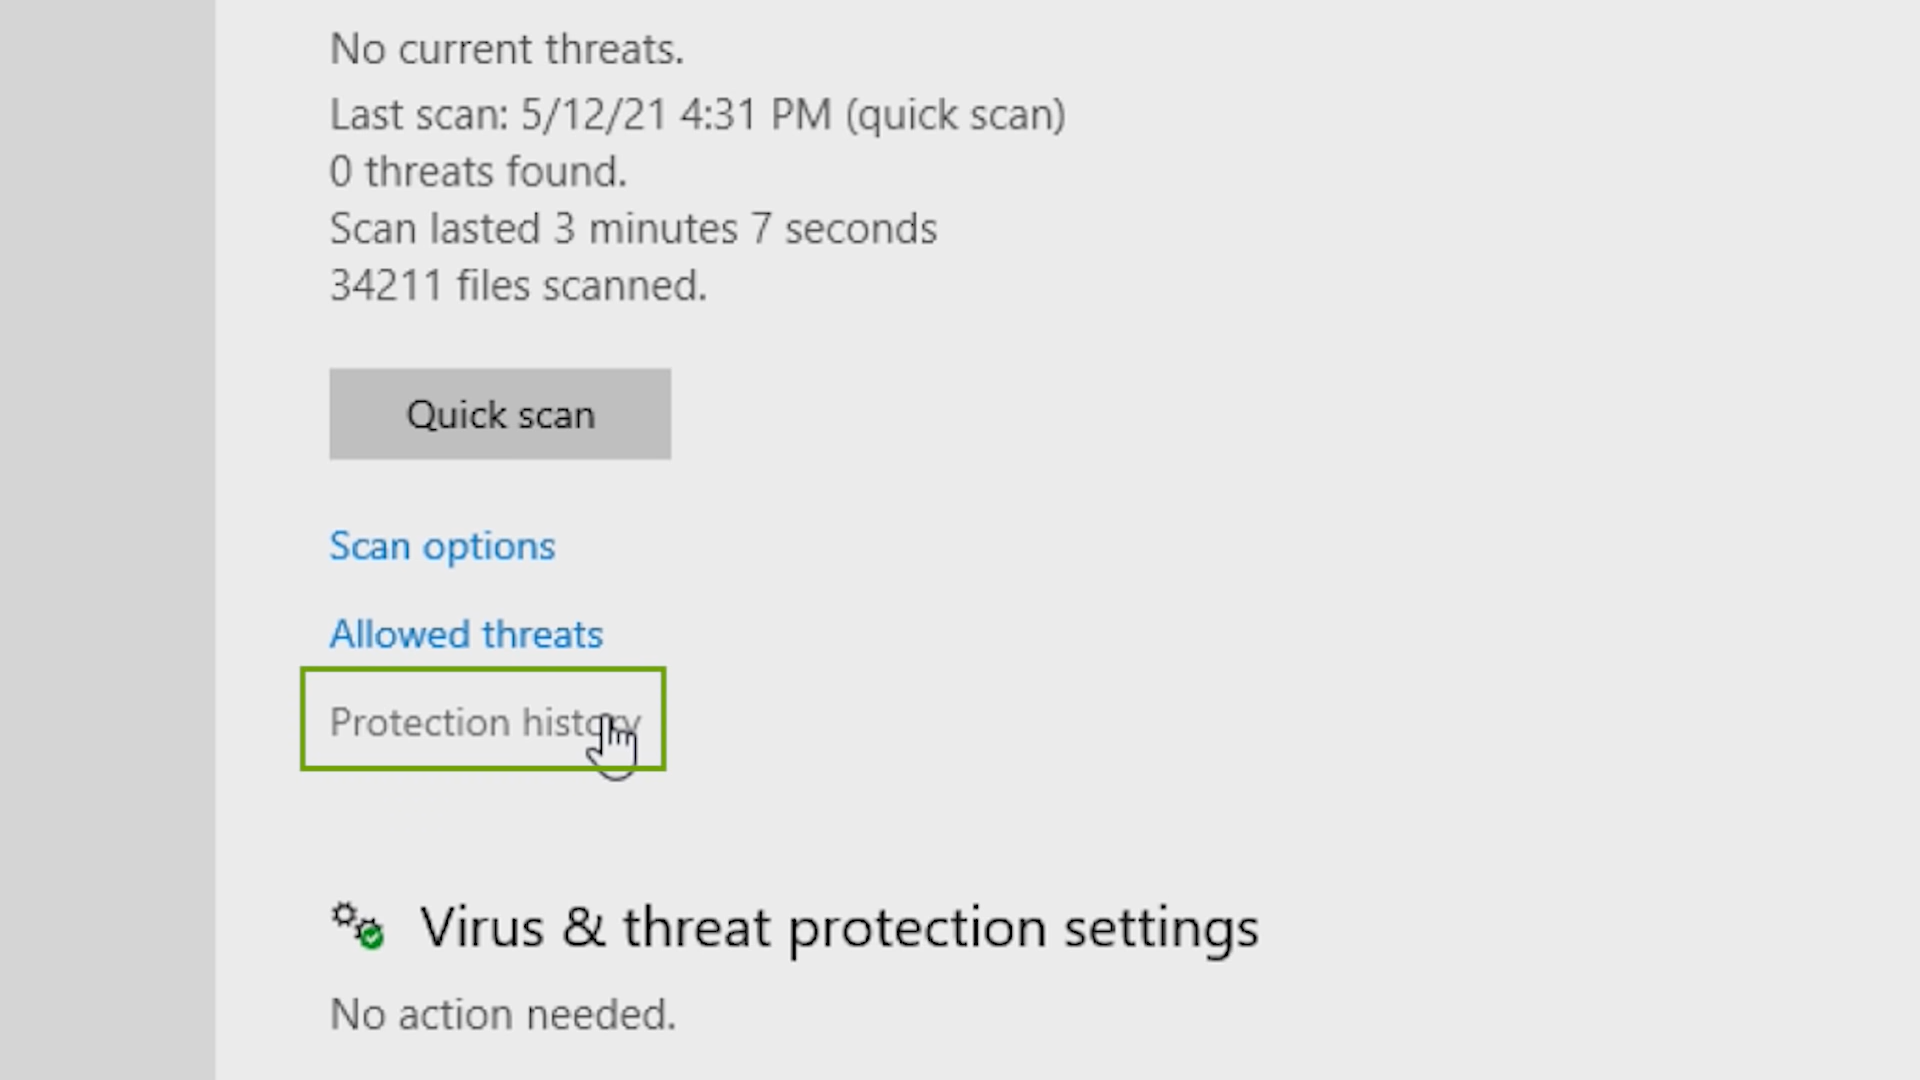 No current threats.
Last scan: 5/12/21 4:31 PM (quick scan)
0 threats found.
Scan lasted 3 minutes 7 seconds
34211 files scanned.
Quick scan
Scan options
Allowed threats
Protection history
Virus & threat protection settings
No action needed.